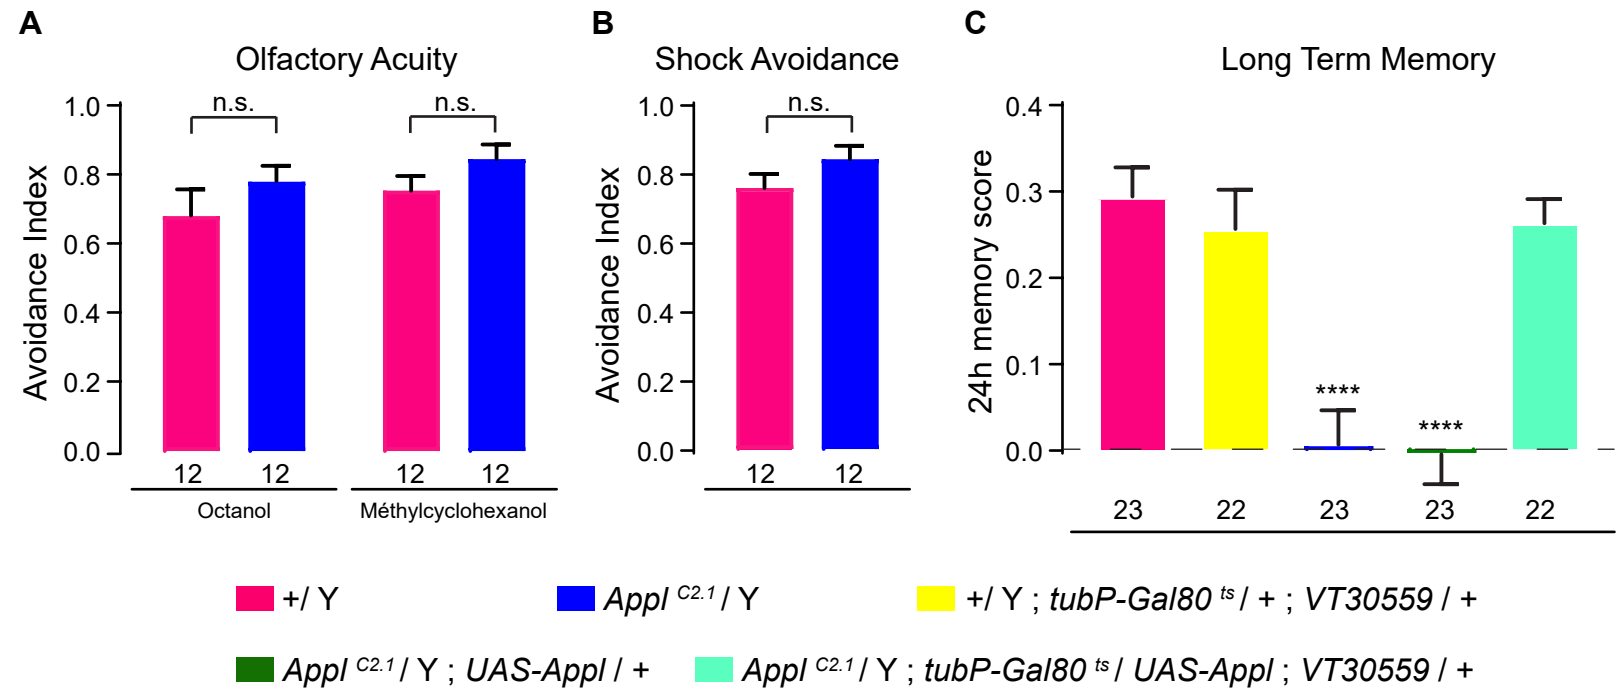 A
B
C
Olfactory Acuity
Shock Avoidance
Long Term Memory
Avoidance Index
1.0
0.8
0.6
0.4
0.2
0.0
n.s.
n.s.
12
12
12
12
Octanol
Méthylcyclohexanol
Avoidance Index
1.0
0.8
0.6
0.4
0.2
0.0
n.s.
12
12
24h memory score
0.4
0.3
0.2
0.1
0.0
****
****
23
22
23
23
22
+/ Y
Appl C2.1 / Y
+/ Y ; tubP-Gal80 ts / + ; VT30559 / +
Appl C2.1 / Y ; UAS-Appl / +
Appl C2.1 / Y ; tubP-Gal80 ts / UAS-Appl ; VT30559 / +